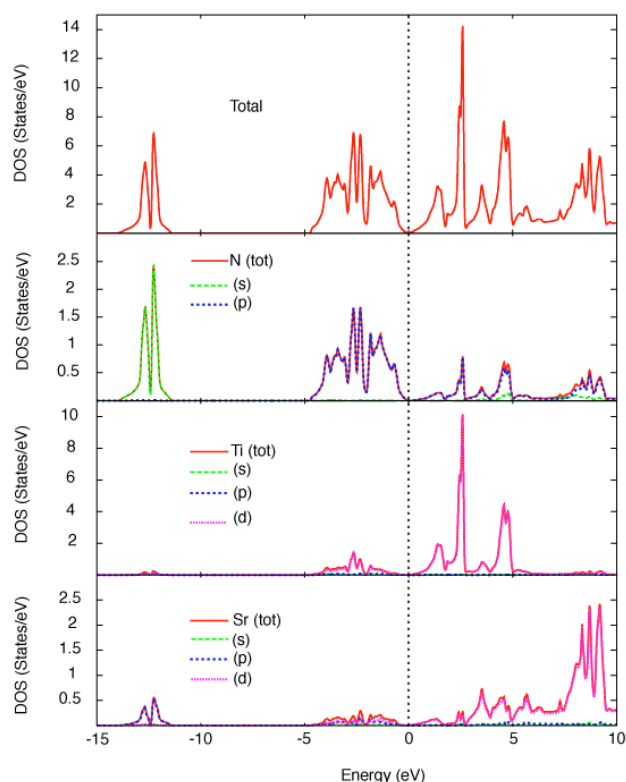 14
12
10
8
6
4
2
DOS (States/eV)
Total
2.5
2
1.5
1
0.5
DOS (States/eV)
N (tot)
(s)
(p)
10
8
6
4
2
DOS (States/eV)
Ti (tot)
(s)
(p)
(d)
2.5
2
1.5
1
0.5
DOS (States/eV)
Sr (tot)
(s)
(p)
(d)
-15 -10 -5 0 5 10
Energy (eV)